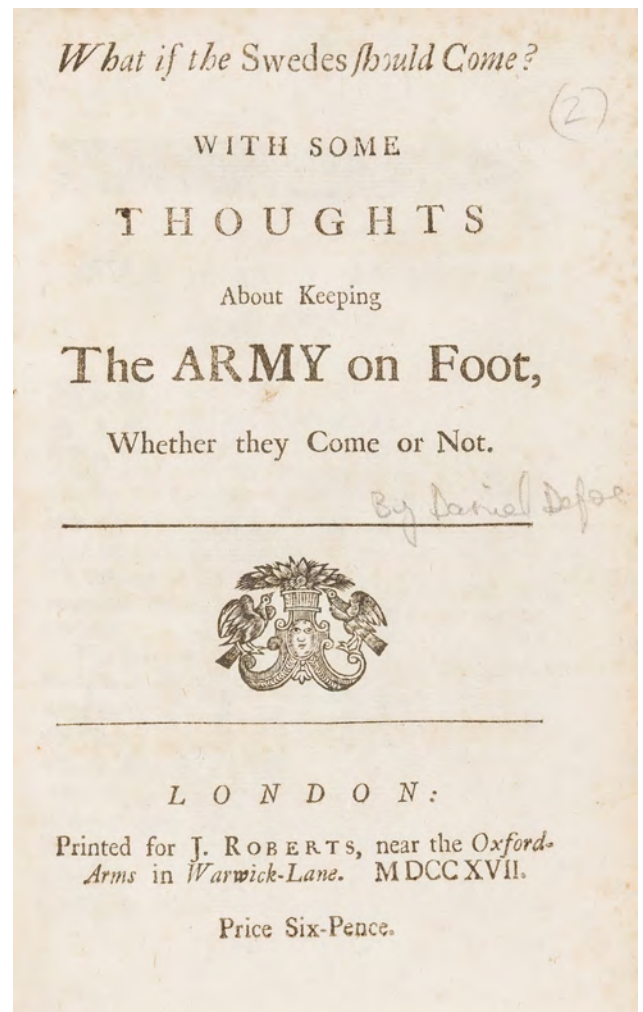 What if the Swedes ſhould Come?
(2)
WITH SOME
THOUGHTS
About Keeping
The ARMY on Foot,
Whether they Come or Not.
By Daniel Defoe
LONDON:
Printed for J. ROBERTS, near the Oxford-
Arms in Warwick-Lane. MDCCXVII.
Price Six-Pence.